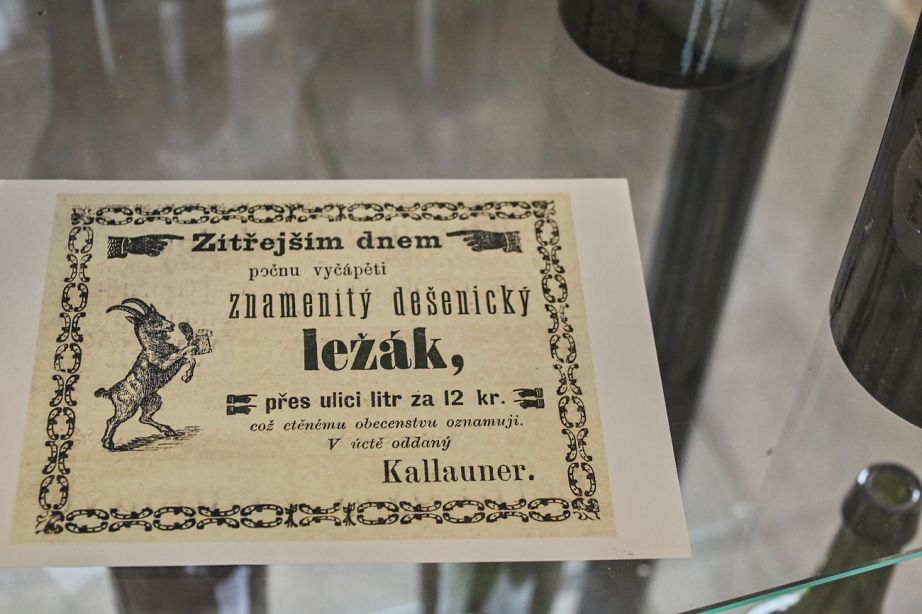 Zítřejším dnem
počnu vyčápěti
znamenitý dešenický
ležák,
přes ulici litr za 12 kr.
což ctěnému obecenstvu oznamuji.
V úctě oddaný
Kallauner.